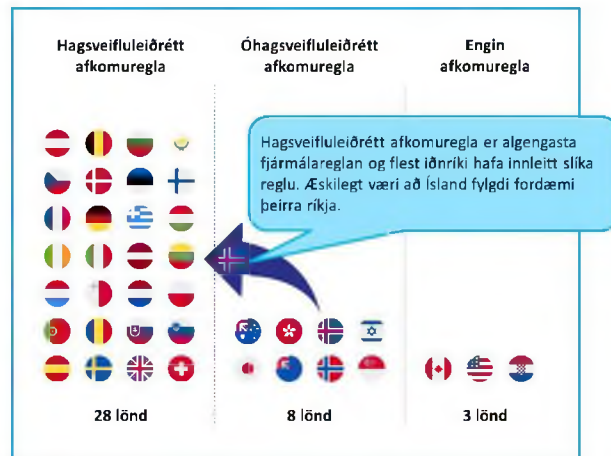 Hagsveifluleiðrétt
afkomuregla
Óhagsveifluleiðrétt
afkomuregla
Engin
afkomuregla
Hagsveifluleiðrétt afkomuregla er algengasta
fjármálareglan og flest iðnríki hafa innleitt slíka
reglu. Æskilegt væri að Ísland fylgdi fordæmi
þeirra ríkja.
28 lönd
8 lönd
3 lönd